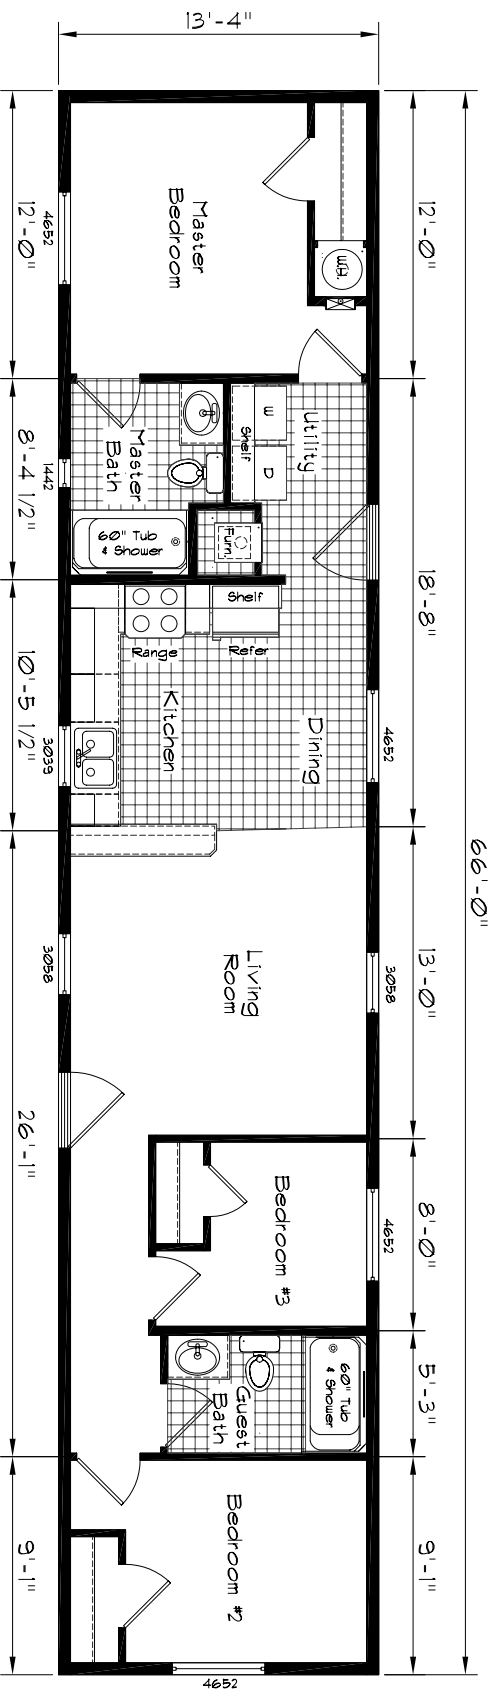 13'-4"
12'-0"
4652
Master
Bedroom
W.H.
12'-0"
8'-4 1/2"
1442
Master
Bath
60" Tub
& Shower
Utility
W
D
Shelf
Furn.
18'-8"
10'-5 1/2"
3039
Shelf
Range
Refer
Kitchen
Dining
4652
66'-0"
3058
Living
Room
3058
13'-0"
26'-1"
Bedroom #3
4652
8'-0"
Guest
Bath
60" Tub
& Shower
5'-3"
9'-1"
Bedroom #2
9'-1"
4652